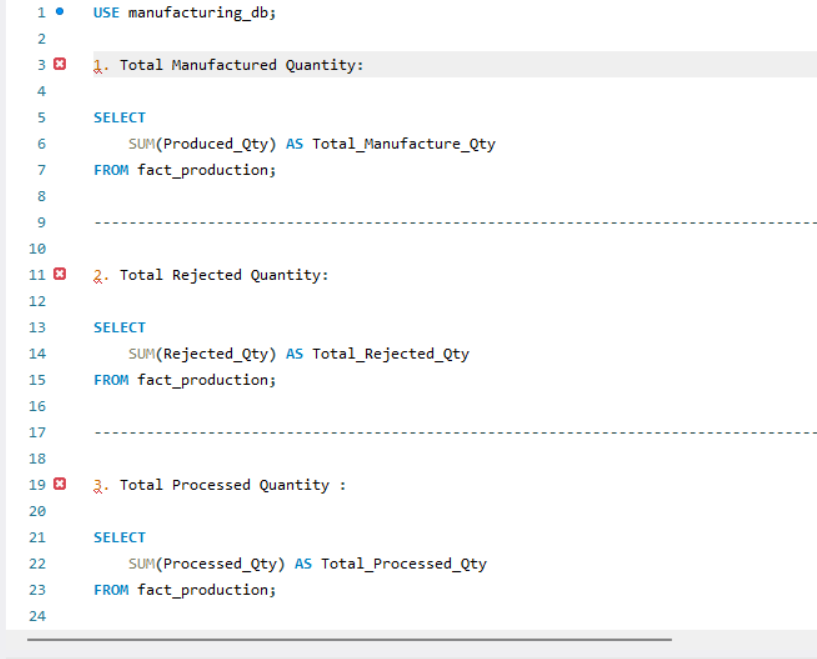 1 USE manufacturing_db;
2
3 1. Total Manufactured Quantity:
4
5 SELECT
6 SUM(Produced_Qty) AS Total_Manufacture_Qty
7 FROM fact_production;
8
9 -----------------------------------------------------------------------------------
10
11 2. Total Rejected Quantity:
12
13 SELECT
14 SUM(Rejected_Qty) AS Total_Rejected_Qty
15 FROM fact_production;
16
17 -----------------------------------------------------------------------------------
18
19 3. Total Processed Quantity :
20
21 SELECT
22 SUM(Processed_Qty) AS Total_Processed_Qty
23 FROM fact_production;
24